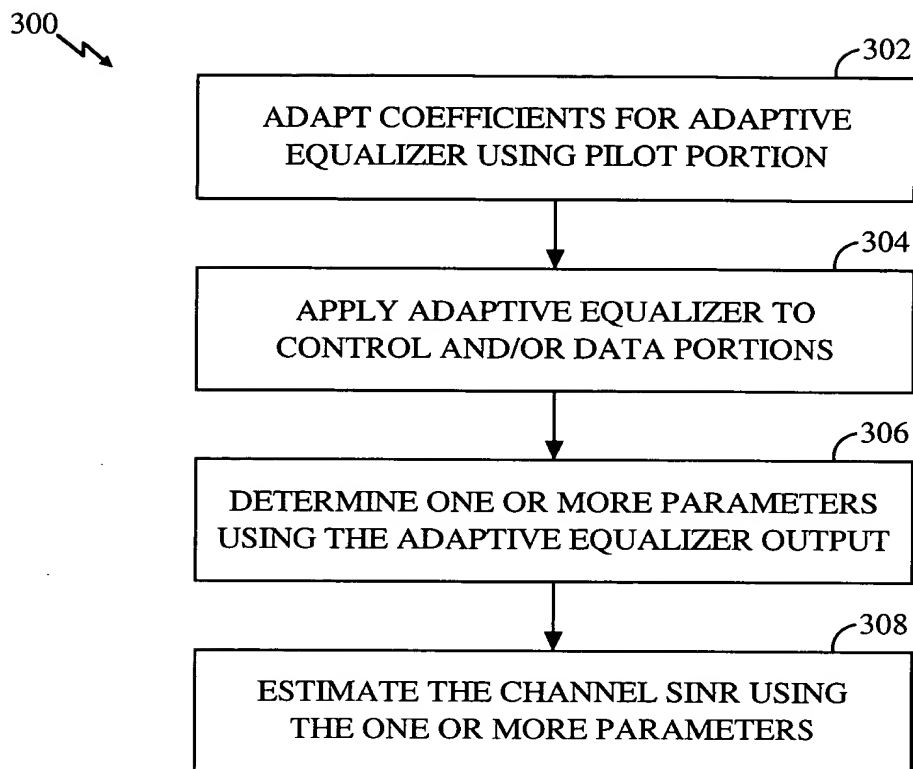 300
302
ADAPT COEFFICIENTS FOR ADAPTIVE
EQUALIZER USING PILOT PORTION
304
APPLY ADAPTIVE EQUALIZER TO
CONTROL AND/OR DATA PORTIONS
306
DETERMINE ONE OR MORE PARAMETERS
USING THE ADAPTIVE EQUALIZER OUTPUT
308
ESTIMATE THE CHANNEL SINR USING
THE ONE OR MORE PARAMETERS